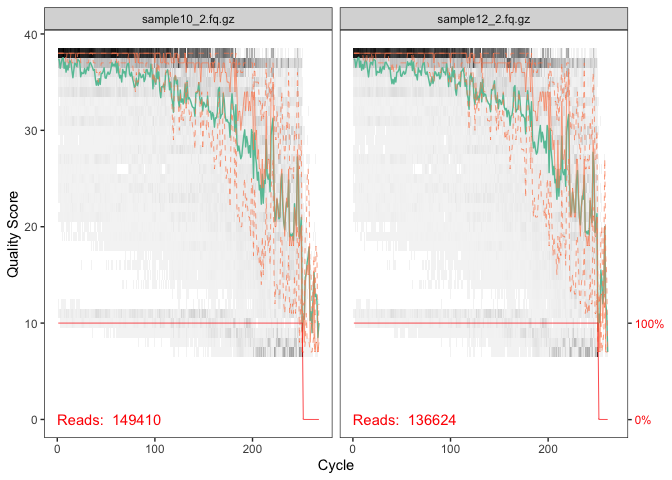 sample10_2.fq.gz
sample12_2.fq.gz
Quality Score
40
30
20
10
0
100%
0%
Reads: 149410
Reads: 136624
0
100
200
0
100
200
Cycle